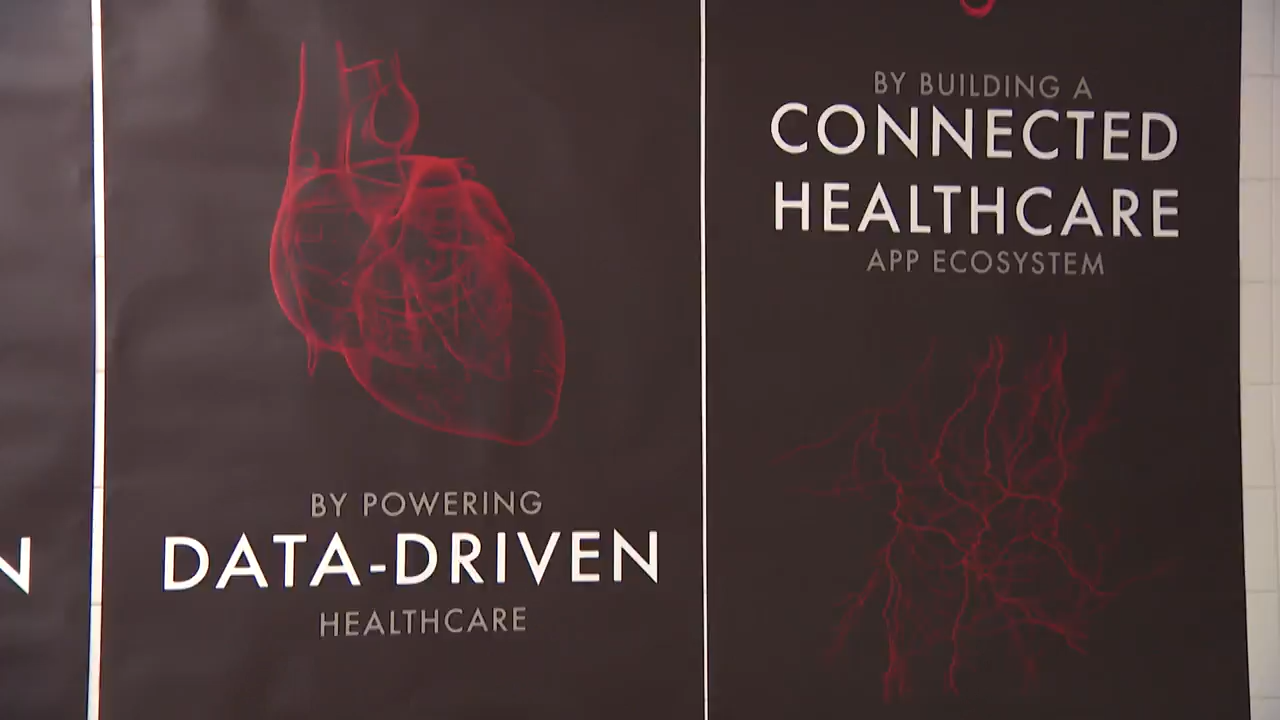 N
BY POWERING
DATA-DRIVEN
HEALTHCARE
BY BUILDING A
CONNECTED
HEALTHCARE
APP ECOSYSTEM